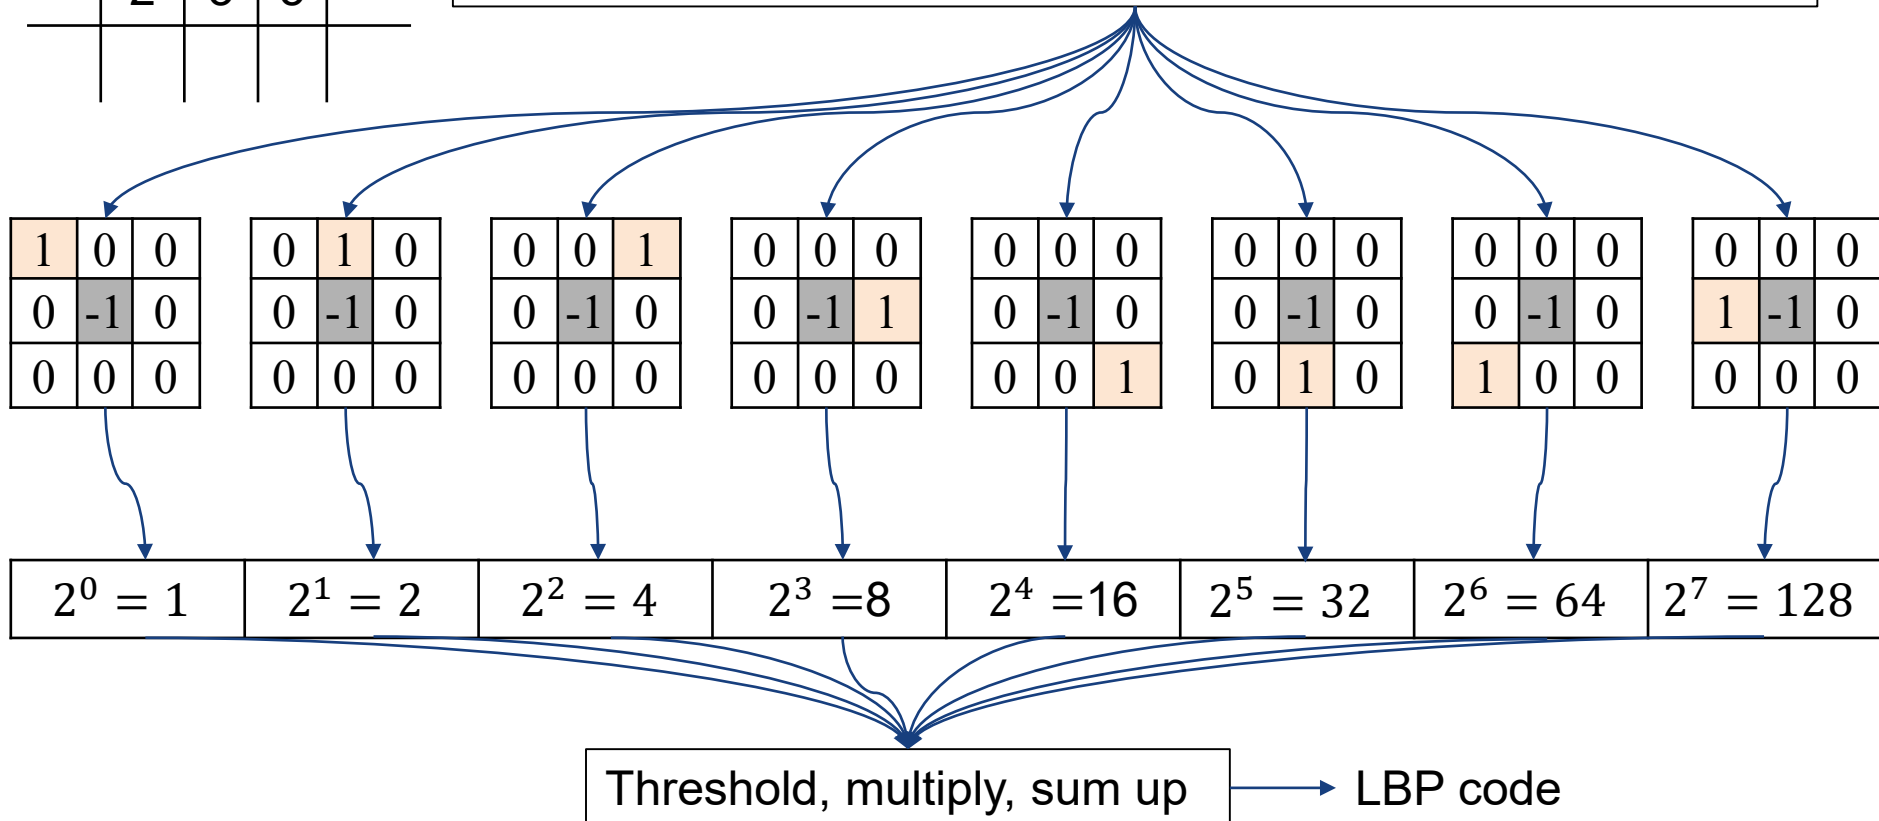 1 0 0 0 1 0 0 0 1 0 0 0 0 0 0 0 0 0 0 0 0 0 0 0
0 -1 0 0 -1 0 0 -1 0 0 -1 1 0 -1 0 0 -1 0 0 -1 0 1 -1 0
0 0 0 0 0 0 0 0 0 0 0 0 0 0 1 0 1 0 1 0 0 0 0 0
2⁰ = 1 2¹ = 2 2² = 4 2³ =8 2⁴ =16 2⁵ = 32 2⁶ = 64 2⁷ = 128
Threshold, multiply, sum up LBP code